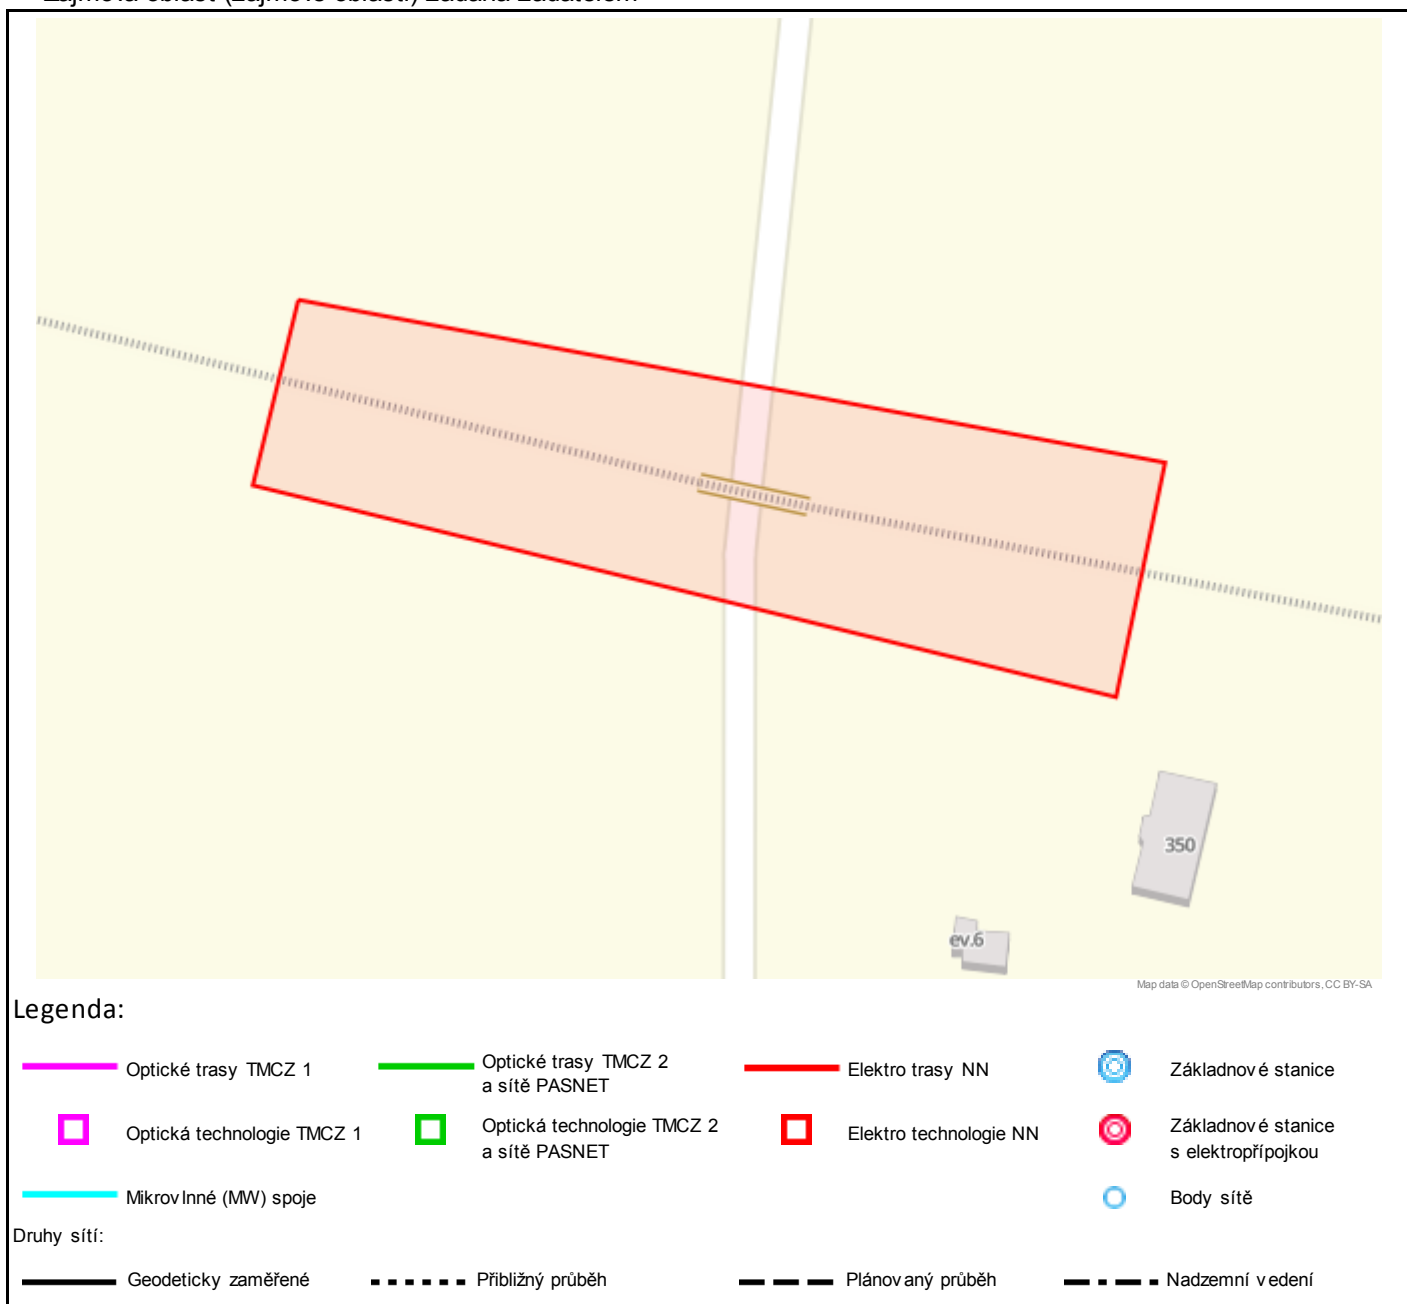 350
ev.6
Map data © OpenStreetMap contributors, CC BY-SA
Legenda:
Optické trasy TMCZ 1
Optické trasy TMCZ 2
a sítě PASNET
Elektro trasy NN
Základnové stanice
Optická technologie TMCZ 1
Optická technologie TMCZ 2
a sítě PASNET
Elektro technologie NN
Základnové stanice
s elektropřípojkou
Mikrovlnné (MW) spoje
Body sítě
Druhy sítí:
Geodeticky zaměřené
Přibližný průběh
Plánovaný průběh
Nadzemní vedení